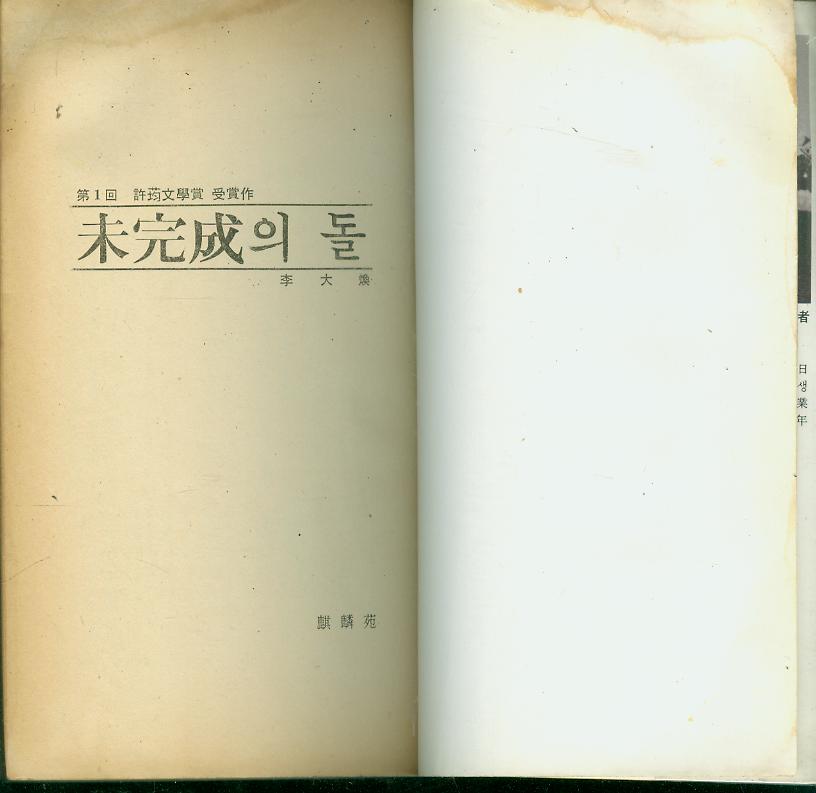 第1回 許筠文學賞 受賞作
未完成의 돌
李大煥
麒麟苑
者
日
생
業
年